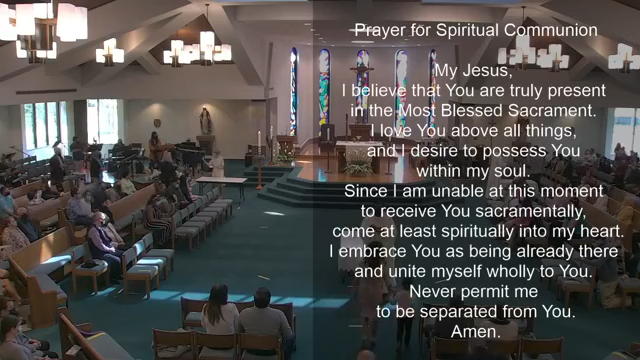 Prayer for Spiritual Communion
My Jesus,
I believe that You are truly present
in the Most Blessed Sacrament.
I love You above all things,
and I desire to possess You
within my soul.
Since I am unable at this moment
to receive You sacramentally,
come at least spiritually into my heart.
I embrace You as being already there
and unite myself wholly to You.
Never permit me
to be separated from You.
Amen.